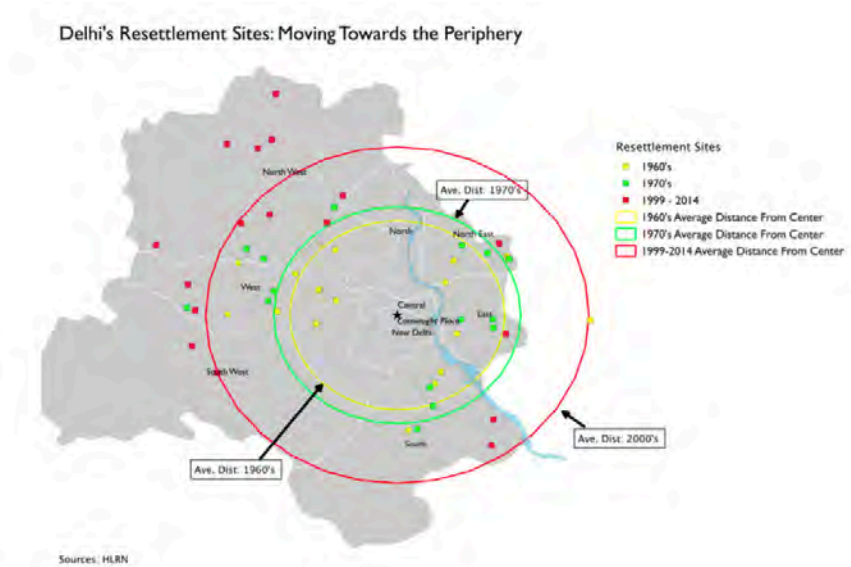 Delhi's Resettlement Sites: Moving Towards the Periphery
Resettlement Sites
1960's
1970's
1999 - 2014
1960's Average Distance From Center
1970's Average Distance From Center
1999-2014 Average Distance From Center
North West
Ave. Dist: 1970's
North
North East
West
Central
Connaught Place
East
New Delhi
South West
Ave. Dist: 2000's
South
Ave. Dist: 1960's
Sources: HLRN